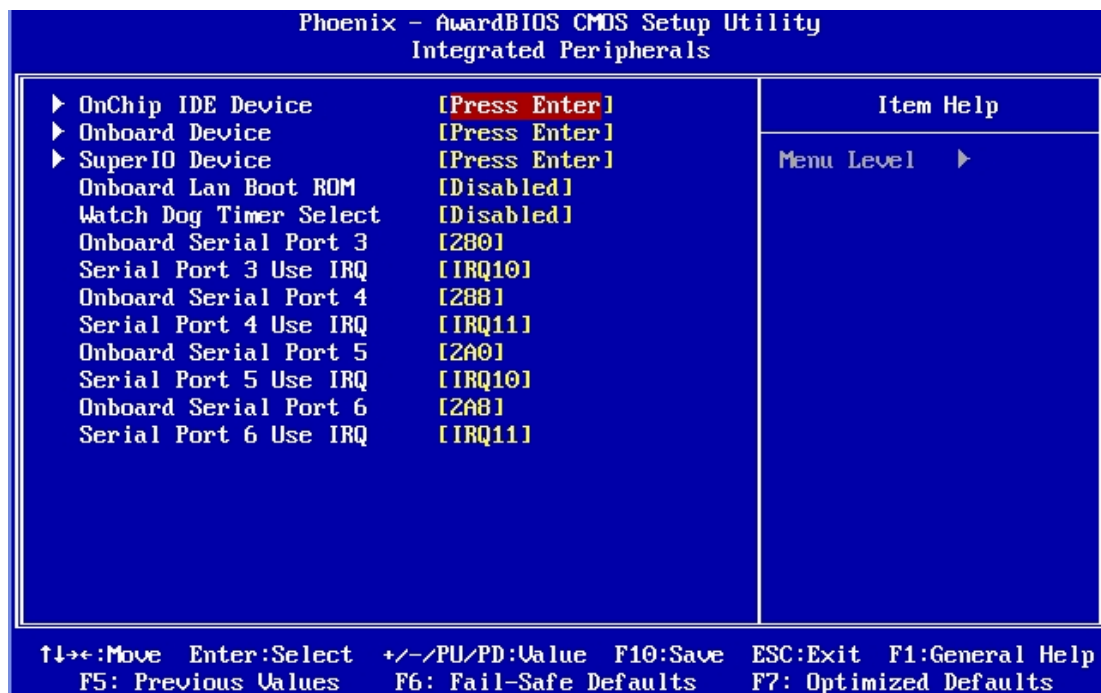 Phoenix - AwardBIOS CMOS Setup Utility
Integrated Peripherals
OnChip IDE Device [Press Enter]
Onboard Device [Press Enter]
SuperIO Device [Press Enter]
Onboard Lan Boot ROM [Disabled]
Watch Dog Timer Select [Disabled]
Onboard Serial Port 3 [280]
Serial Port 3 Use IRQ [IRQ10]
Onboard Serial Port 4 [288]
Serial Port 4 Use IRQ [IRQ11]
Onboard Serial Port 5 [2A0]
Serial Port 5 Use IRQ [IRQ10]
Onboard Serial Port 6 [2A8]
Serial Port 6 Use IRQ [IRQ11]
Item Help
Menu Level
↑↓→←:Move Enter:Select +/-/PU/PD:Value F10:Save ESC:Exit F1:General Help
F5: Previous Values F6: Fail-Safe Defaults F7: Optimized Defaults